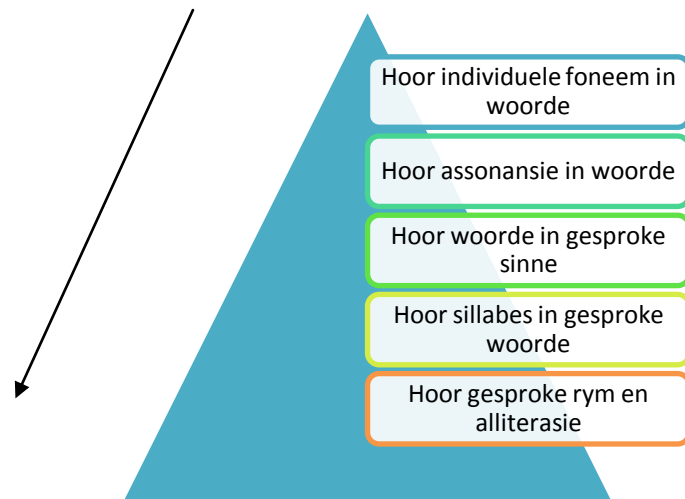 Hoor individuele foneem in
woorde
Hoor assonansie in woorde
Hoor woorde in gesproke
sinne
Hoor sillabes in gesproke
woorde
Hoor gesproke rym en
alliterasie